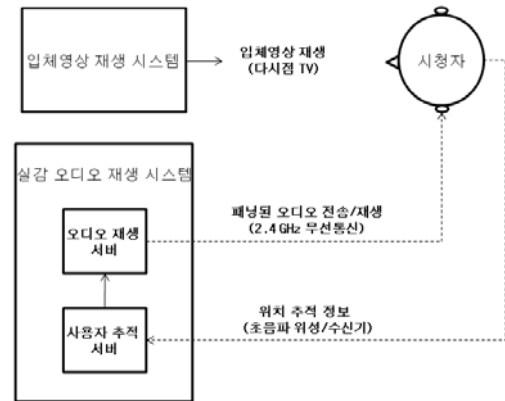 입체영상 재생 시스템
입체영상 재생
(다시점 TV)
시청자
실감 오디오 재생 시스템
오디오 재생
서버
패닝된 오디오 전송/재생
(2.4 GHz 무선통신)
사용자 추적
서버
위치 추적 정보
(초음파 위성/수신기)